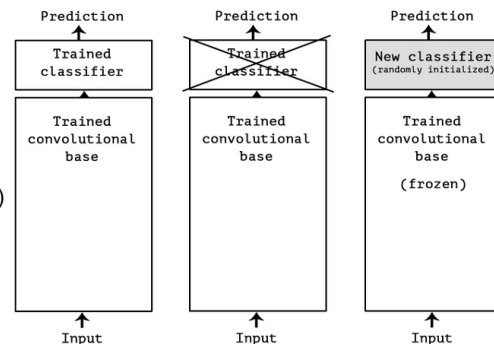 Prediction
Trained
classifier
Trained
convolutional
base
Input
Prediction
Trained
classifier
Trained
convolutional
base
Input
Prediction
New classifier
(randomly initialized)
Trained
convolutional
base
(frozen)
Input
)